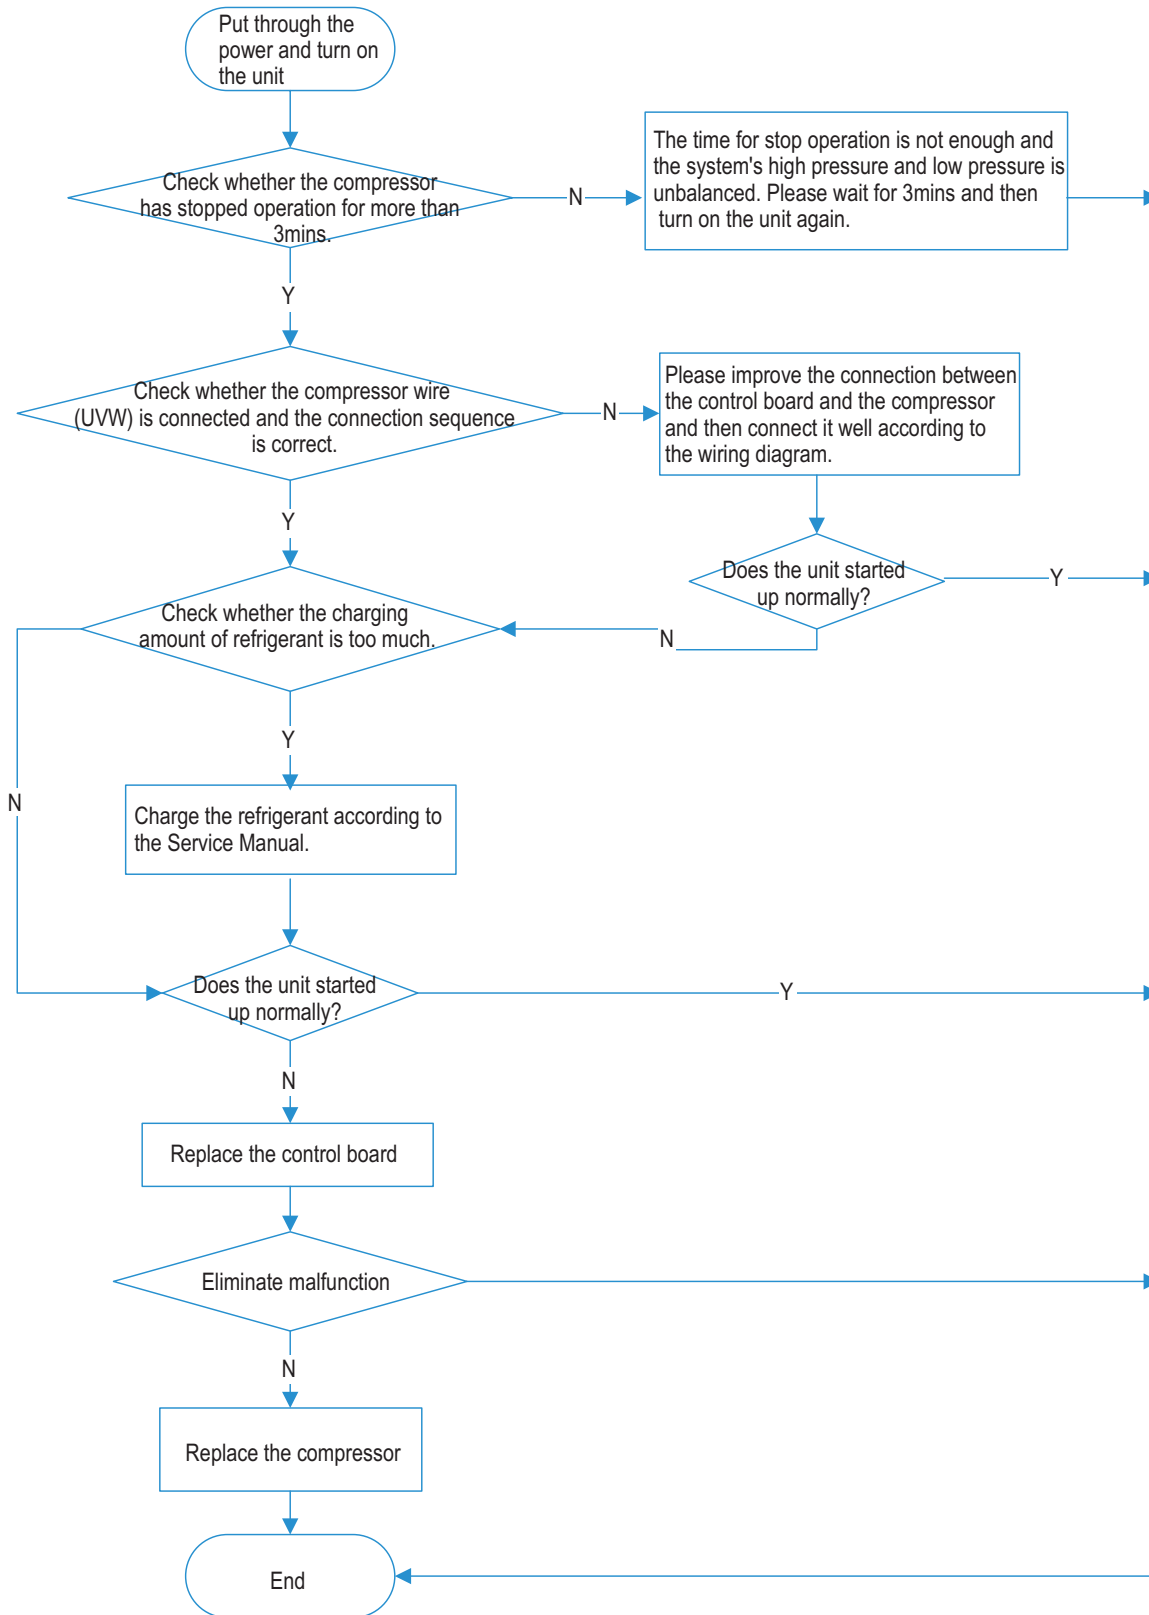 Put through the
power and turn on
the unit
Check whether the compressor
has stopped operation for more than
3mins.
N
The time for stop operation is not enough and
the system's high pressure and low pressure is
unbalanced. Please wait for 3mins and then
turn on the unit again.
Y
Check whether the compressor wire
(UVW) is connected and the connection sequence
is correct.
N
Please improve the connection between
the control board and the compressor
and then connect it well according to
the wiring diagram.
Y
Does the unit started
up normally?
Y
Check whether the charging
amount of refrigerant is too much.
N
Y
N
Charge the refrigerant according to
the Service Manual.
Does the unit started
up normally?
Y
N
Replace the control board
Eliminate malfunction
N
Replace the compressor
End